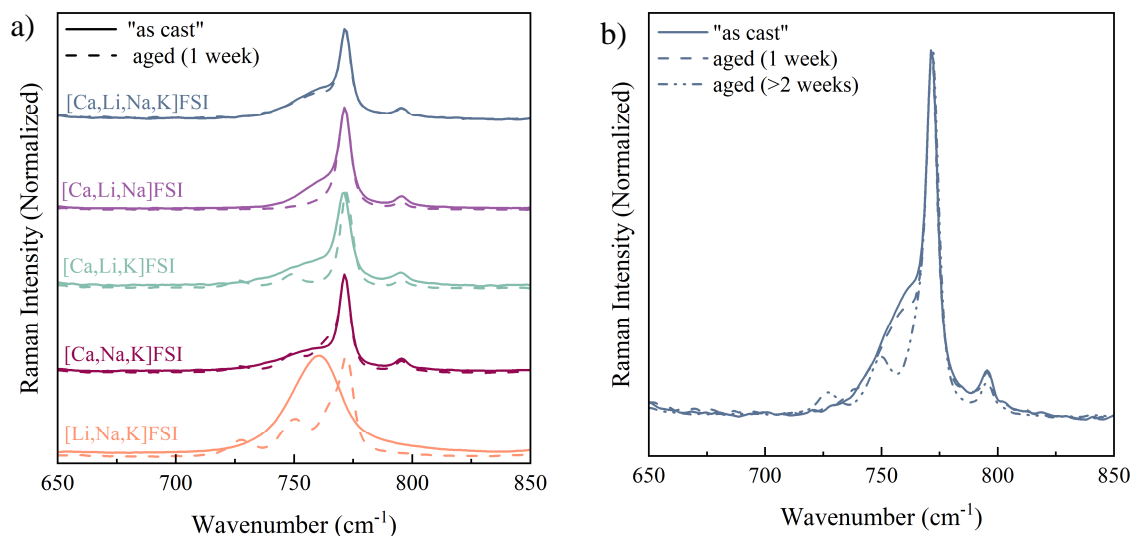 a)
"as cast"
aged (1 week)
[Ca,Li,Na,K]FSI
[Ca,Li,Na]FSI
[Ca,Li,K]FSI
[Ca,Na,K]FSI
[Li,Na,K]FSI
Raman Intensity (Normalized)
650 700 750 800 850
Wavenumber (cm⁻¹)
b)
"as cast"
aged (1 week)
aged (>2 weeks)
Raman Intensity (Normalized)
650 700 750 800 850
Wavenumber (cm⁻¹)